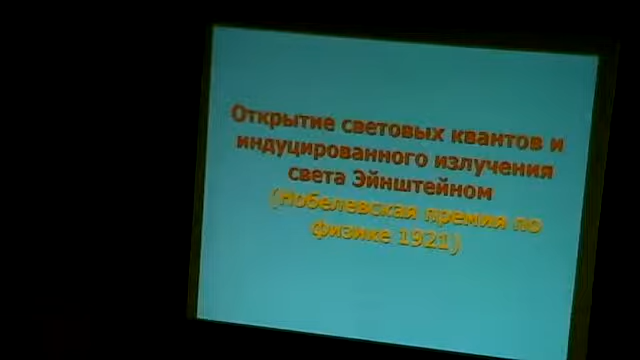 Открытие световых квантов и
индуцированного излучения
света Эйнштейном
(Нобелевская премия по
физике 1921)